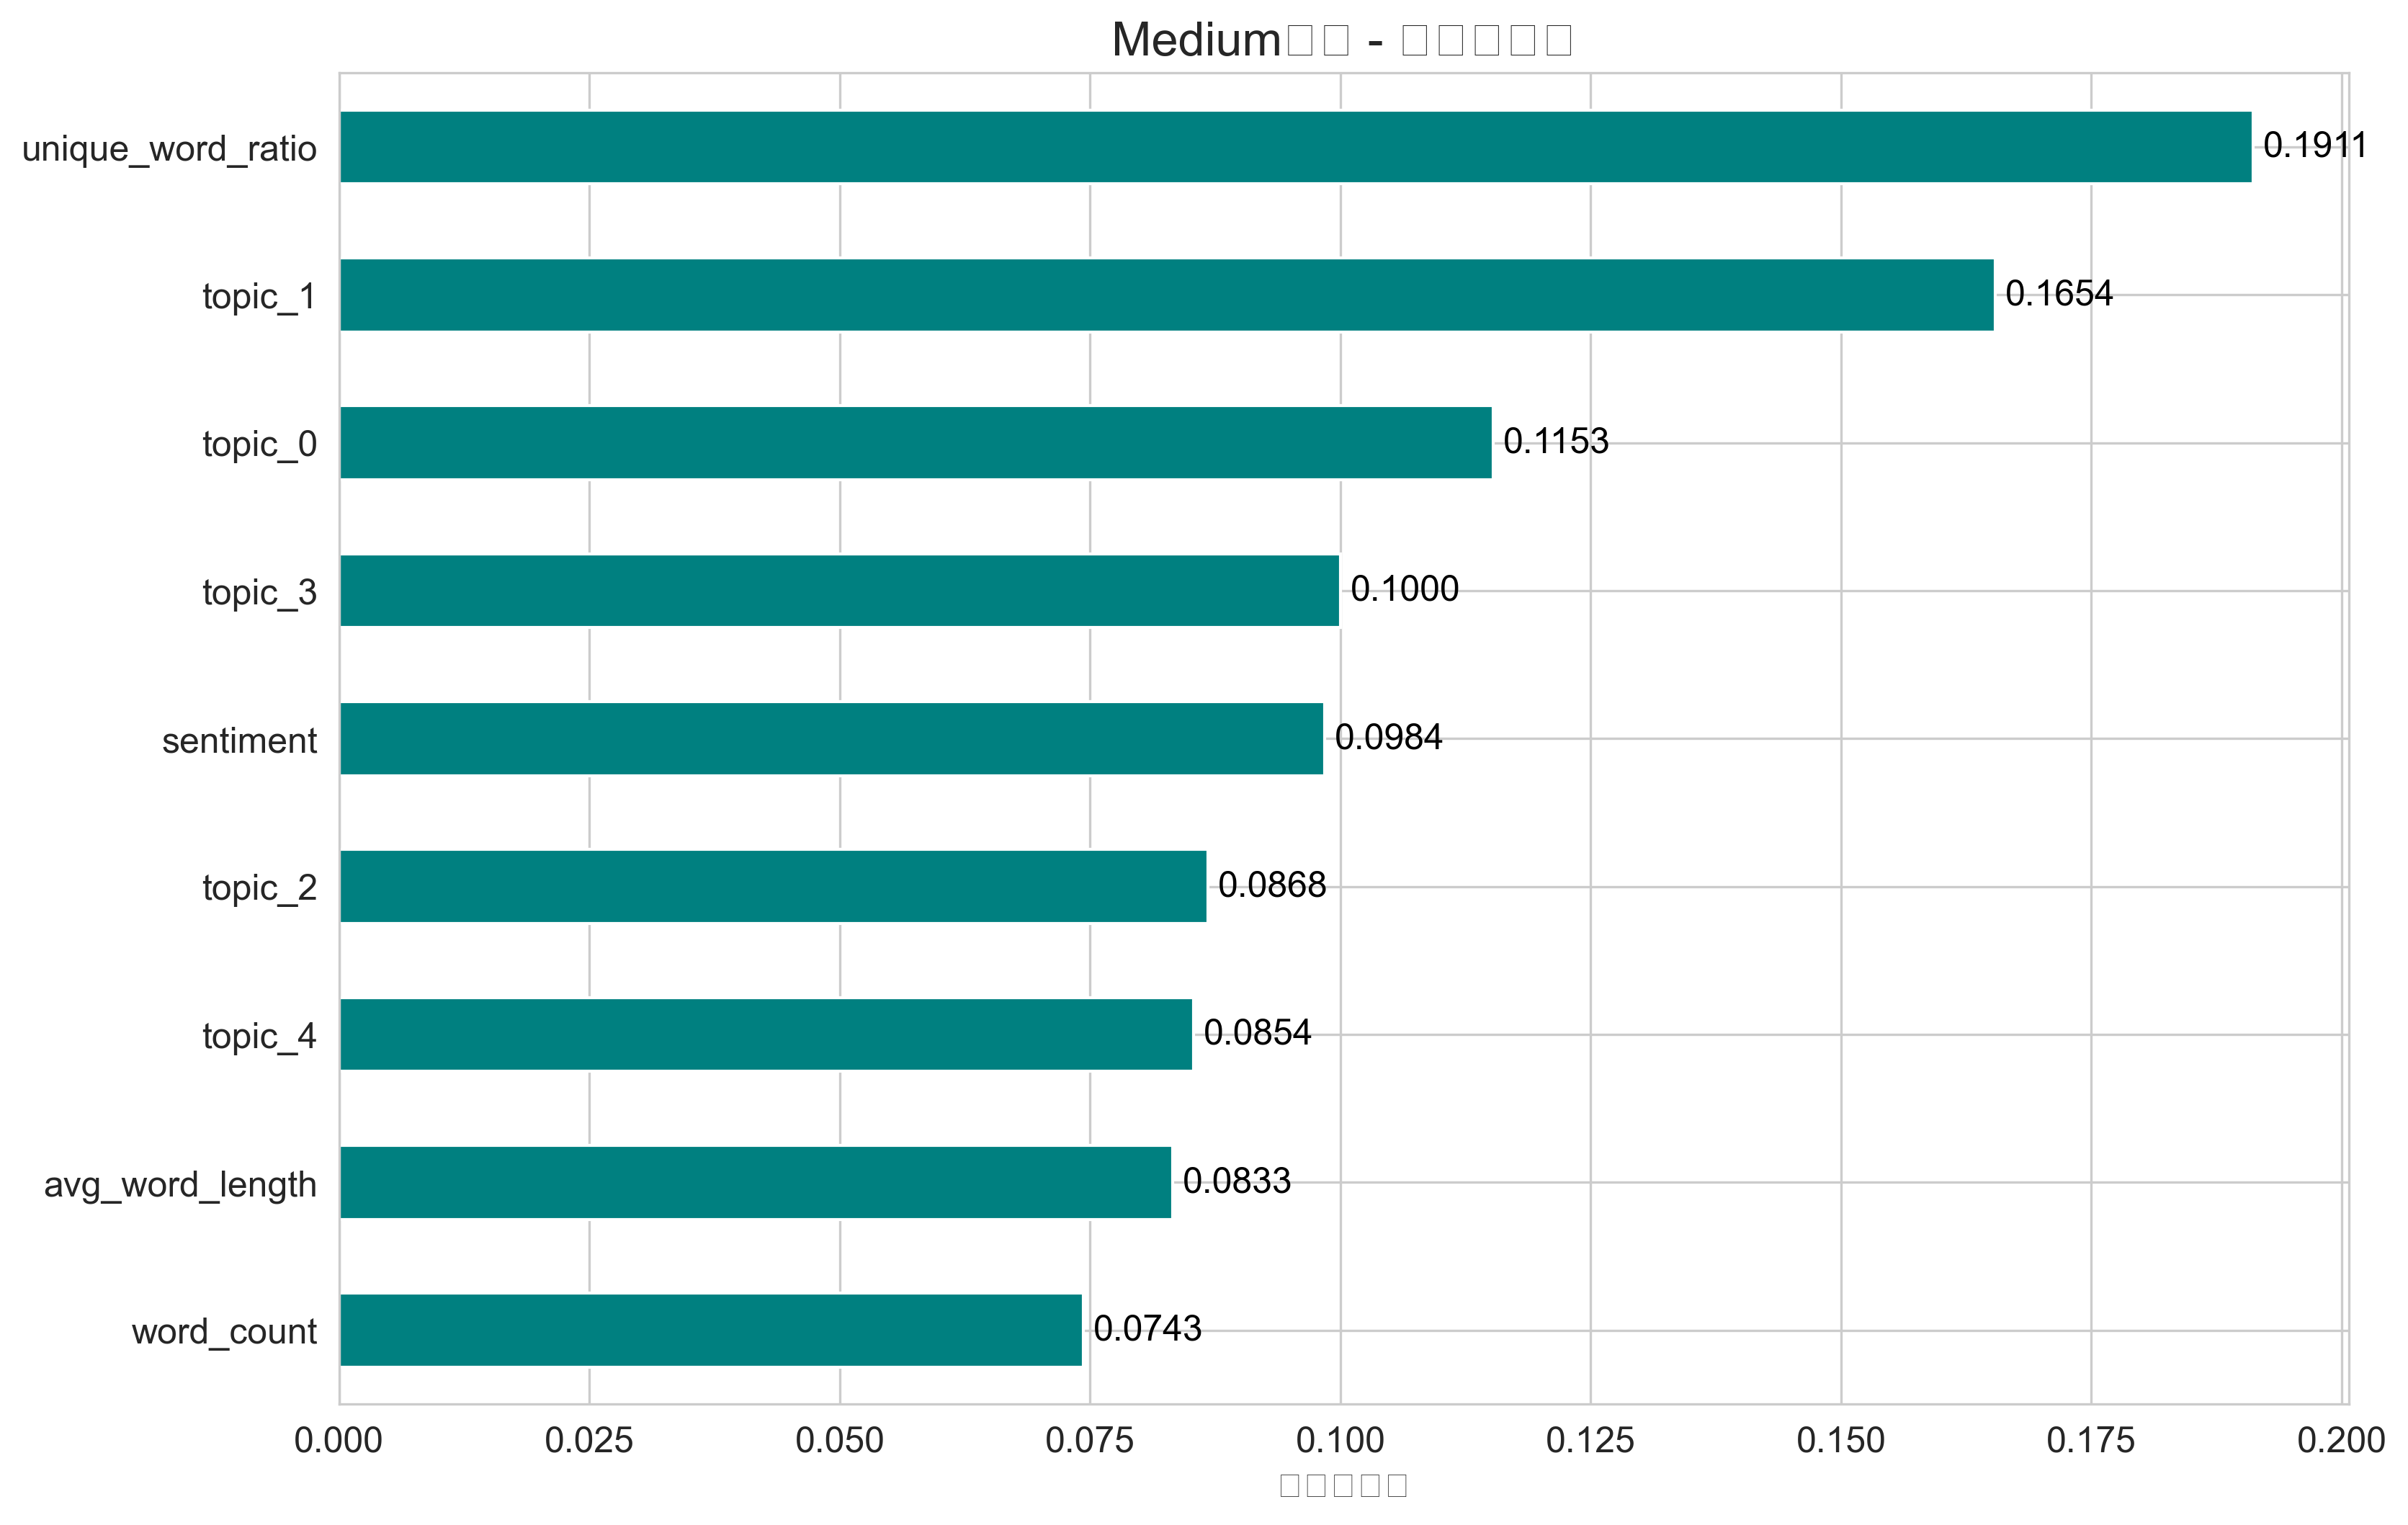 Medium□□ - □□□□□
unique_word_ratio 0.1911
topic_1 0.1654
topic_0 0.1153
topic_3 0.1000
sentiment 0.0984
topic_2 0.0868
topic_4 0.0854
avg_word_length 0.0833
word_count 0.0743
0.000 0.025 0.050 0.075 0.100 0.125 0.150 0.175 0.200
□□□□□